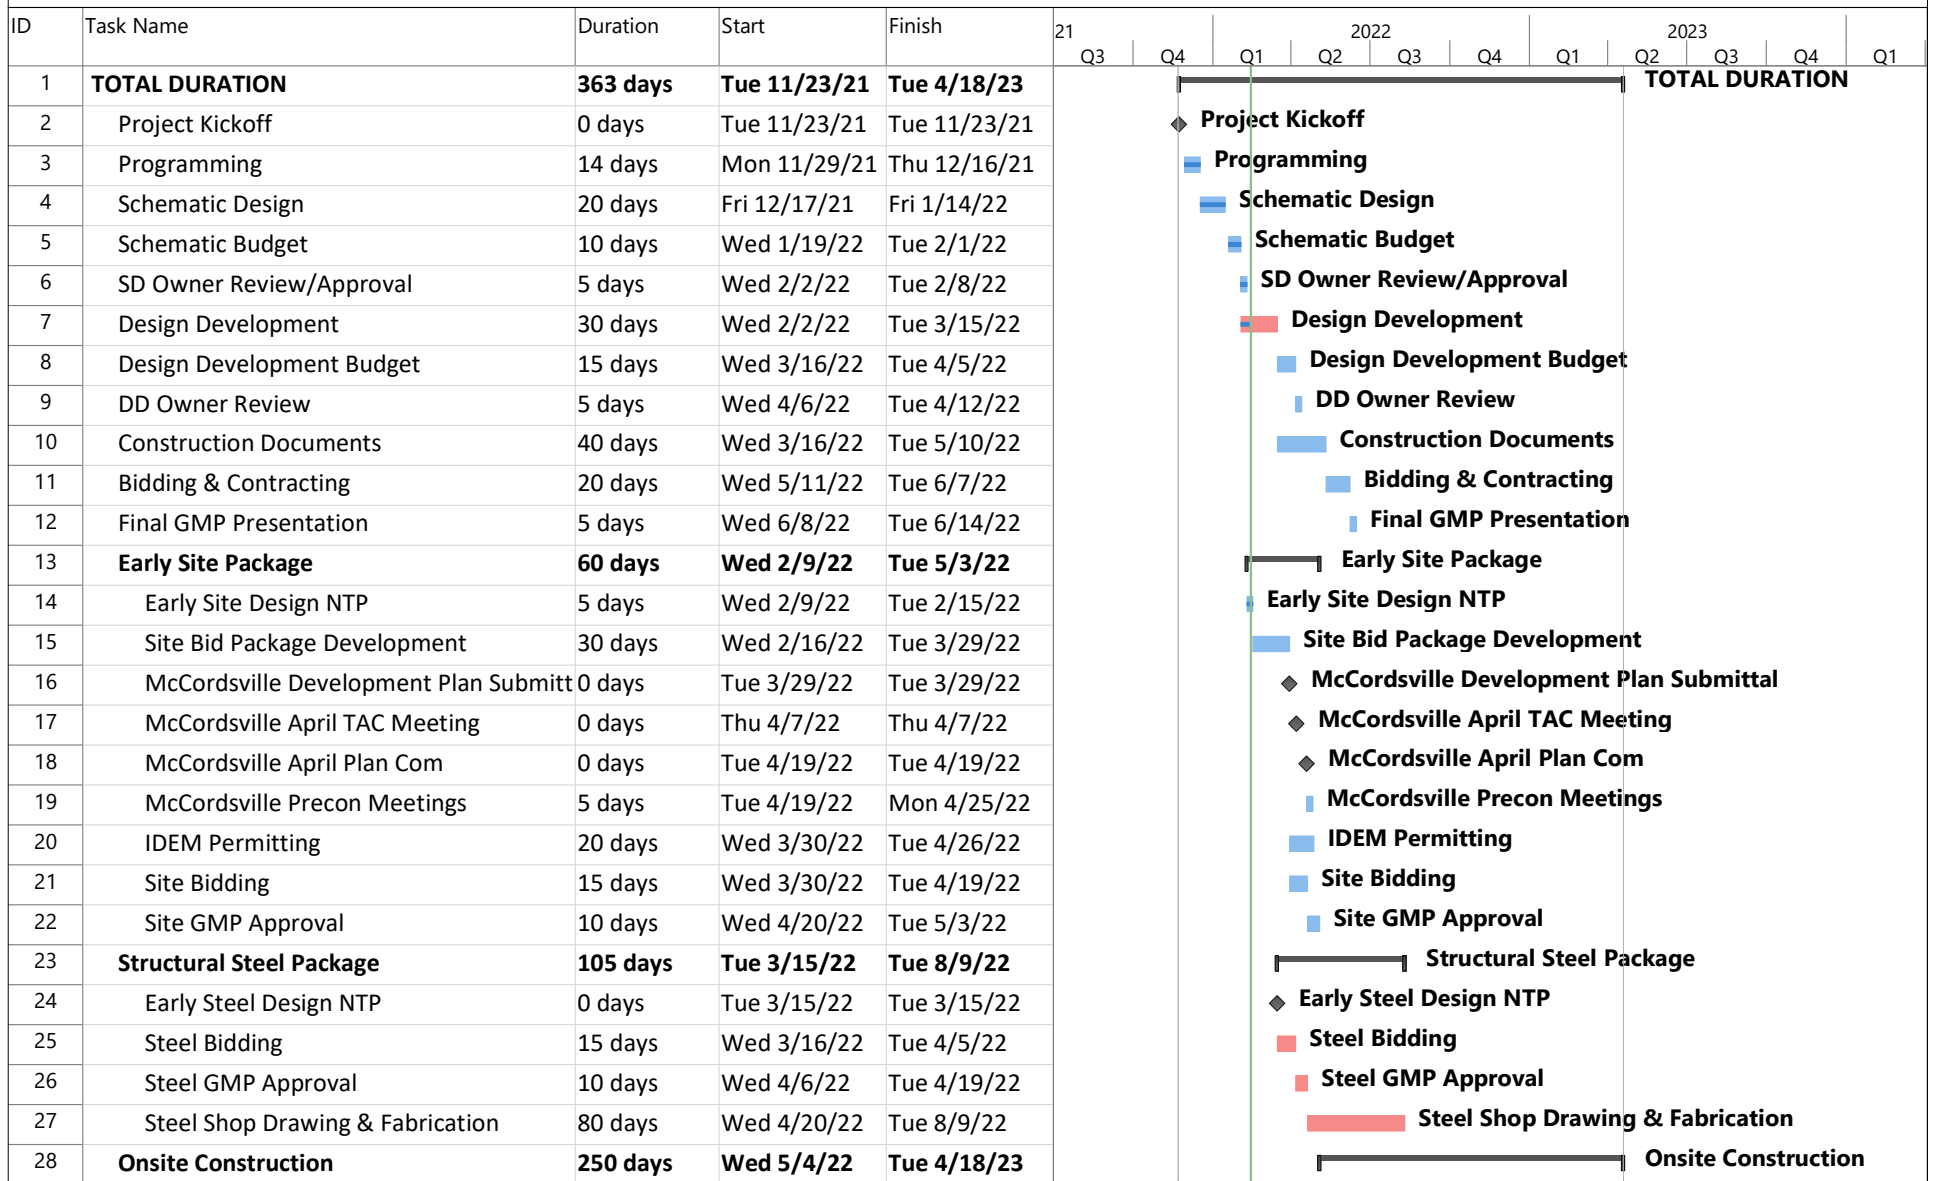 ID Task Name Duration Start Finish 21 2022 2023
Q3 Q4 Q1 Q2 Q3 Q4 Q1 Q2 Q3 Q4 Q1
1 TOTAL DURATION 363 days Tue 11/23/21 Tue 4/18/23 TOTAL DURATION
2 Project Kickoff 0 days Tue 11/23/21 Tue 11/23/21 Project Kickoff
3 Programming 14 days Mon 11/29/21 Thu 12/16/21 Programming
4 Schematic Design 20 days Fri 12/17/21 Fri 1/14/22 Schematic Design
5 Schematic Budget 10 days Wed 1/19/22 Tue 2/1/22 Schematic Budget
6 SD Owner Review/Approval 5 days Wed 2/2/22 Tue 2/8/22 SD Owner Review/Approval
7 Design Development 30 days Wed 2/2/22 Tue 3/15/22 Design Development
8 Design Development Budget 15 days Wed 3/16/22 Tue 4/5/22 Design Development Budget
9 DD Owner Review 5 days Wed 4/6/22 Tue 4/12/22 DD Owner Review
10 Construction Documents 40 days Wed 3/16/22 Tue 5/10/22 Construction Documents
11 Bidding & Contracting 20 days Wed 5/11/22 Tue 6/7/22 Bidding & Contracting
12 Final GMP Presentation 5 days Wed 6/8/22 Tue 6/14/22 Final GMP Presentation
13 Early Site Package 60 days Wed 2/9/22 Tue 5/3/22 Early Site Package
14 Early Site Design NTP 5 days Wed 2/9/22 Tue 2/15/22 Early Site Design NTP
15 Site Bid Package Development 30 days Wed 2/16/22 Tue 3/29/22 Site Bid Package Development
16 McCordsville Development Plan Submitt 0 days Tue 3/29/22 Tue 3/29/22 McCordsville Development Plan Submittal
17 McCordsville April TAC Meeting 0 days Thu 4/7/22 Thu 4/7/22 McCordsville April TAC Meeting
18 McCordsville April Plan Com 0 days Tue 4/19/22 Tue 4/19/22 McCordsville April Plan Com
19 McCordsville Precon Meetings 5 days Tue 4/19/22 Mon 4/25/22 McCordsville Precon Meetings
20 IDEM Permitting 20 days Wed 3/30/22 Tue 4/26/22 IDEM Permitting
21 Site Bidding 15 days Wed 3/30/22 Tue 4/19/22 Site Bidding
22 Site GMP Approval 10 days Wed 4/20/22 Tue 5/3/22 Site GMP Approval
23 Structural Steel Package 105 days Tue 3/15/22 Tue 8/9/22 Structural Steel Package
24 Early Steel Design NTP 0 days Tue 3/15/22 Tue 3/15/22 Early Steel Design NTP
25 Steel Bidding 15 days Wed 3/16/22 Tue 4/5/22 Steel Bidding
26 Steel GMP Approval 10 days Wed 4/6/22 Tue 4/19/22 Steel GMP Approval
27 Steel Shop Drawing & Fabrication 80 days Wed 4/20/22 Tue 8/9/22 Steel Shop Drawing & Fabrication
28 Onsite Construction 250 days Wed 5/4/22 Tue 4/18/23 Onsite Construction